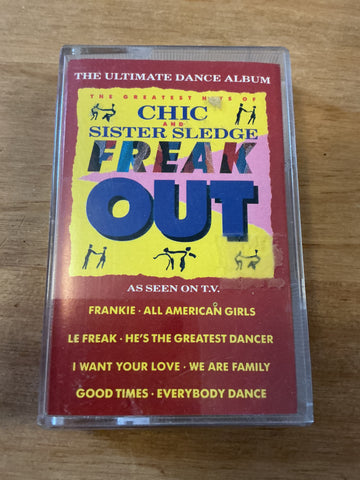 THE ULTIMATE DANCE ALBUM
THE GREATEST HITS OF
CHIC
AND
SISTER SLEDGE
FREAK
OUT
AS SEEN ON T.V.
FRANKIE · ALL AMERICAN GIRLS
LE FREAK · HE'S THE GREATEST DANCER
I WANT YOUR LOVE · WE ARE FAMILY
GOOD TIMES · EVERYBODY DANCE